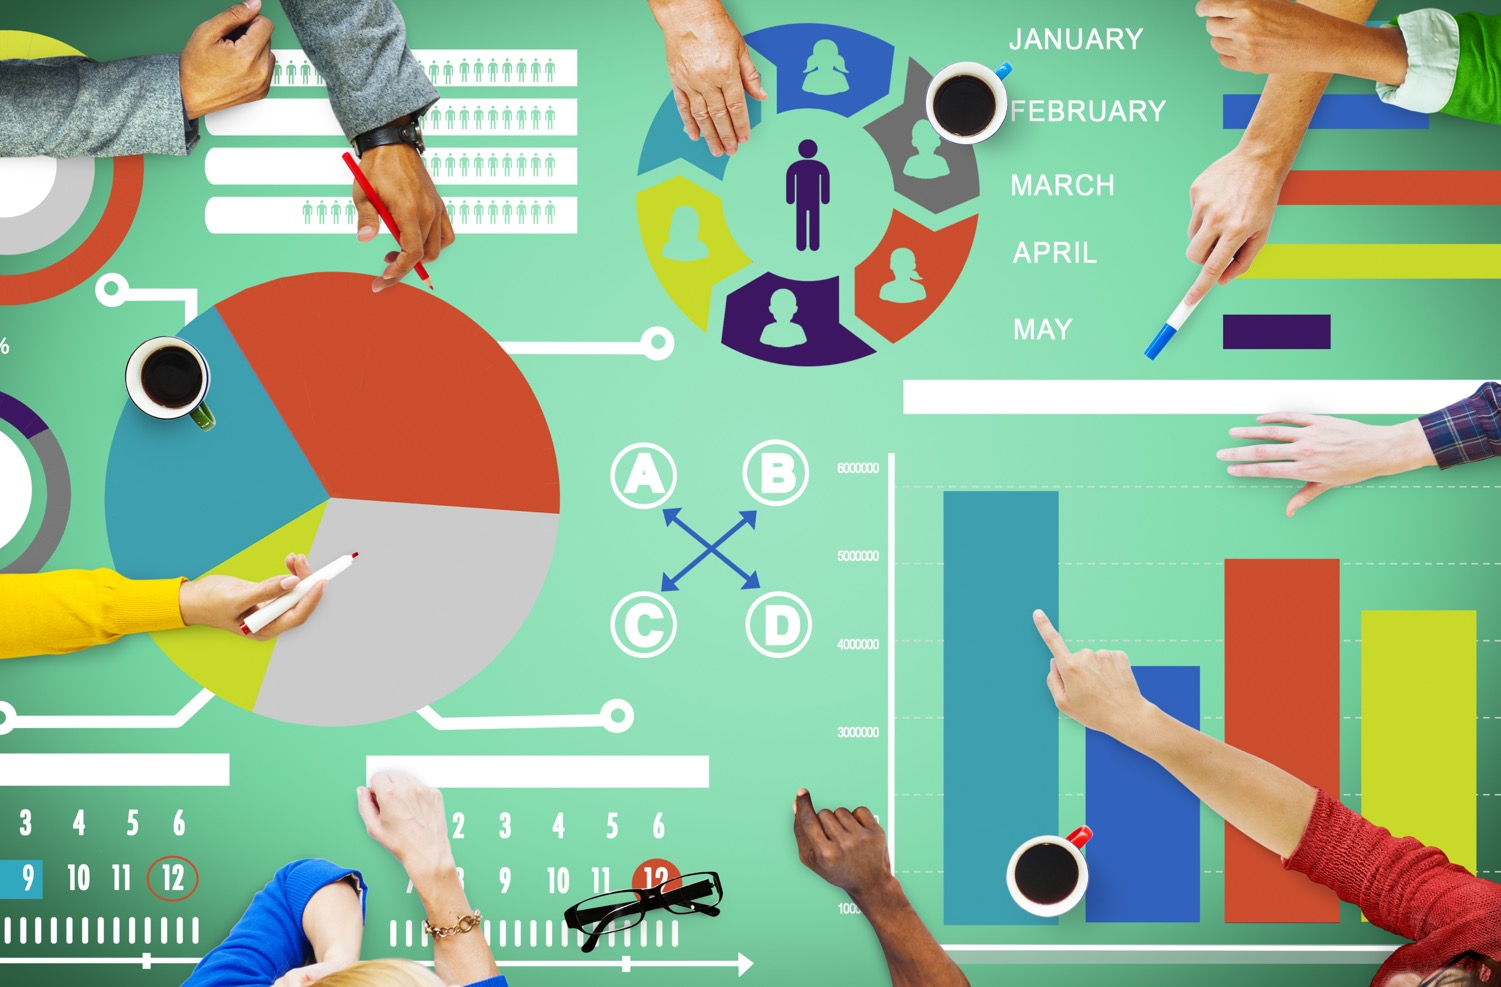 JANUARY
FEBRUARY
MARCH
APRIL
MAY
%
A B
C D
6000000
5000000
4000000
3000000
3 4 5 6
9 10 11 12
2 3 4 5 6
9 10 11 12